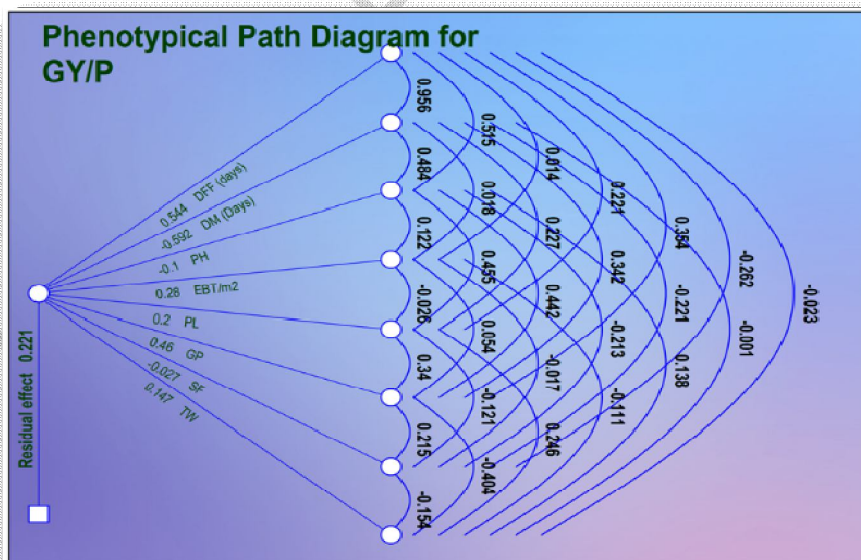 Phenotypical Path Diagram for
GY/P
0.544 DFF (days)
-0.592 DM (Days)
-0.1 PH
0.28 EBT/m2
0.2 PL
0.46 GP
-0.027 SF
0.147 TW
Residual effect 0.221
0.956
0.484
0.122
-0.026
0.34
0.215
-0.154
0.515
0.018
0.455
0.054
-0.121
-0.404
0.014
0.227
0.442
-0.017
0.246
0.221
0.342
-0.213
-0.111
0.354
-0.221
0.138
-0.262
-0.001
-0.023